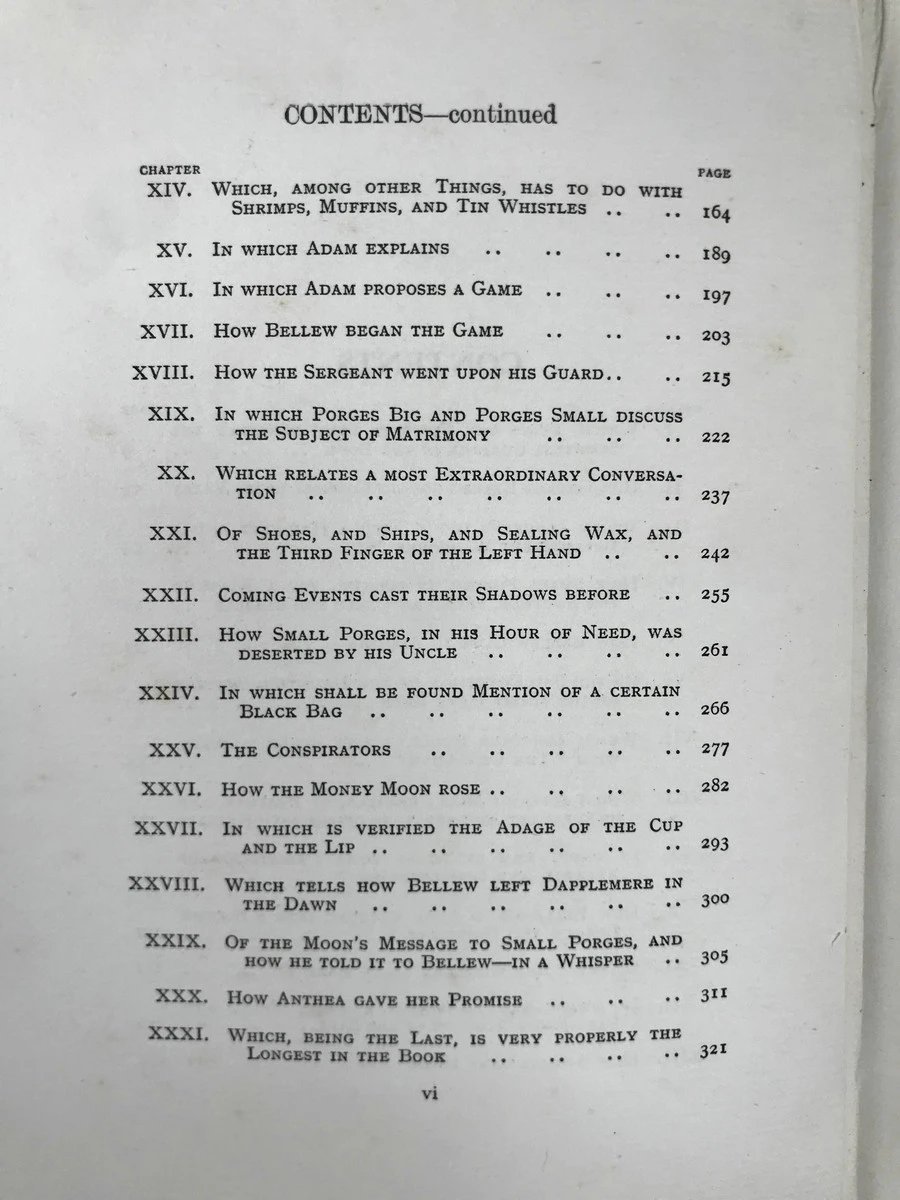 CONTENTS—continued
CHAPTER PAGE
XIV. Which, among other Things, has to do with
Shrimps, Muffins, and Tin Whistles .. .. 164
XV. In which Adam explains .. .. .. .. 189
XVI. In which Adam proposes a Game .. .. .. 197
XVII. How Bellew began the Game .. .. .. 203
XVIII. How the Sergeant went upon his Guard.. .. 215
XIX. In which Porges Big and Porges Small discuss
the Subject of Matrimony .. .. .. 222
XX. Which relates a most Extraordinary Conversa-
tion .. .. .. .. .. .. .. 237
XXI. Of Shoes, and Ships, and Sealing Wax, and
the Third Finger of the Left Hand .. .. 242
XXII. Coming Events cast their Shadows before .. 255
XXIII. How Small Porges, in his Hour of Need, was
deserted by his Uncle .. .. .. .. 261
XXIV. In which shall be found Mention of a certain
Black Bag .. .. .. .. .. .. 266
XXV. The Conspirators .. .. .. .. .. 277
XXVI. How the Money Moon rose .. .. .. .. 282
XXVII. In which is verified the Adage of the Cup
and the Lip .. .. .. .. .. .. 293
XXVIII. Which tells how Bellew left Dapplemere in
the Dawn .. .. .. .. .. .. 300
XXIX. Of the Moon's Message to Small Porges, and
how he told it to Bellew—in a Whisper .. 305
XXX. How Anthea gave her Promise .. .. .. 311
XXXI. Which, being the Last, is very properly the
Longest in the Book .. .. .. .. 321
vi